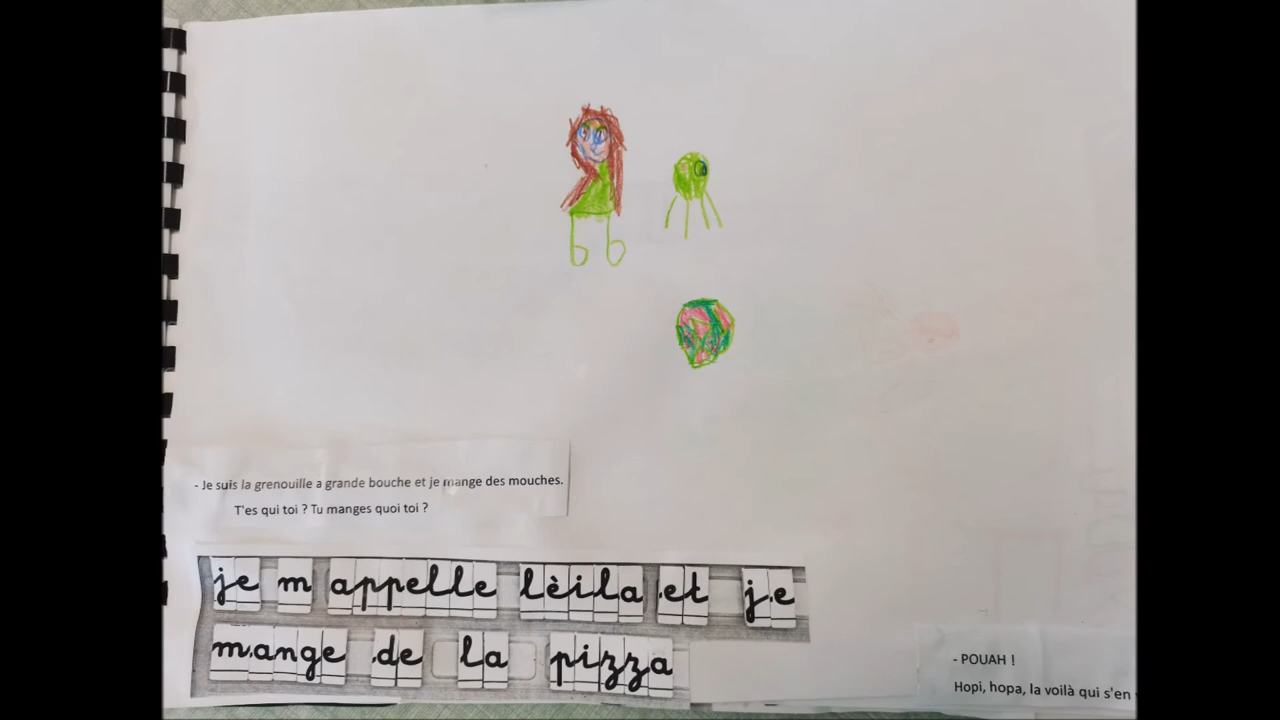 - Je suis la grenouille a grande bouche et je mange des mouches.
T'es qui toi ? Tu manges quoi toi ?
je m appelle lèila et je
mange de la pizza
- POUAH !
Hopi, hopa, la voilà qui s'en